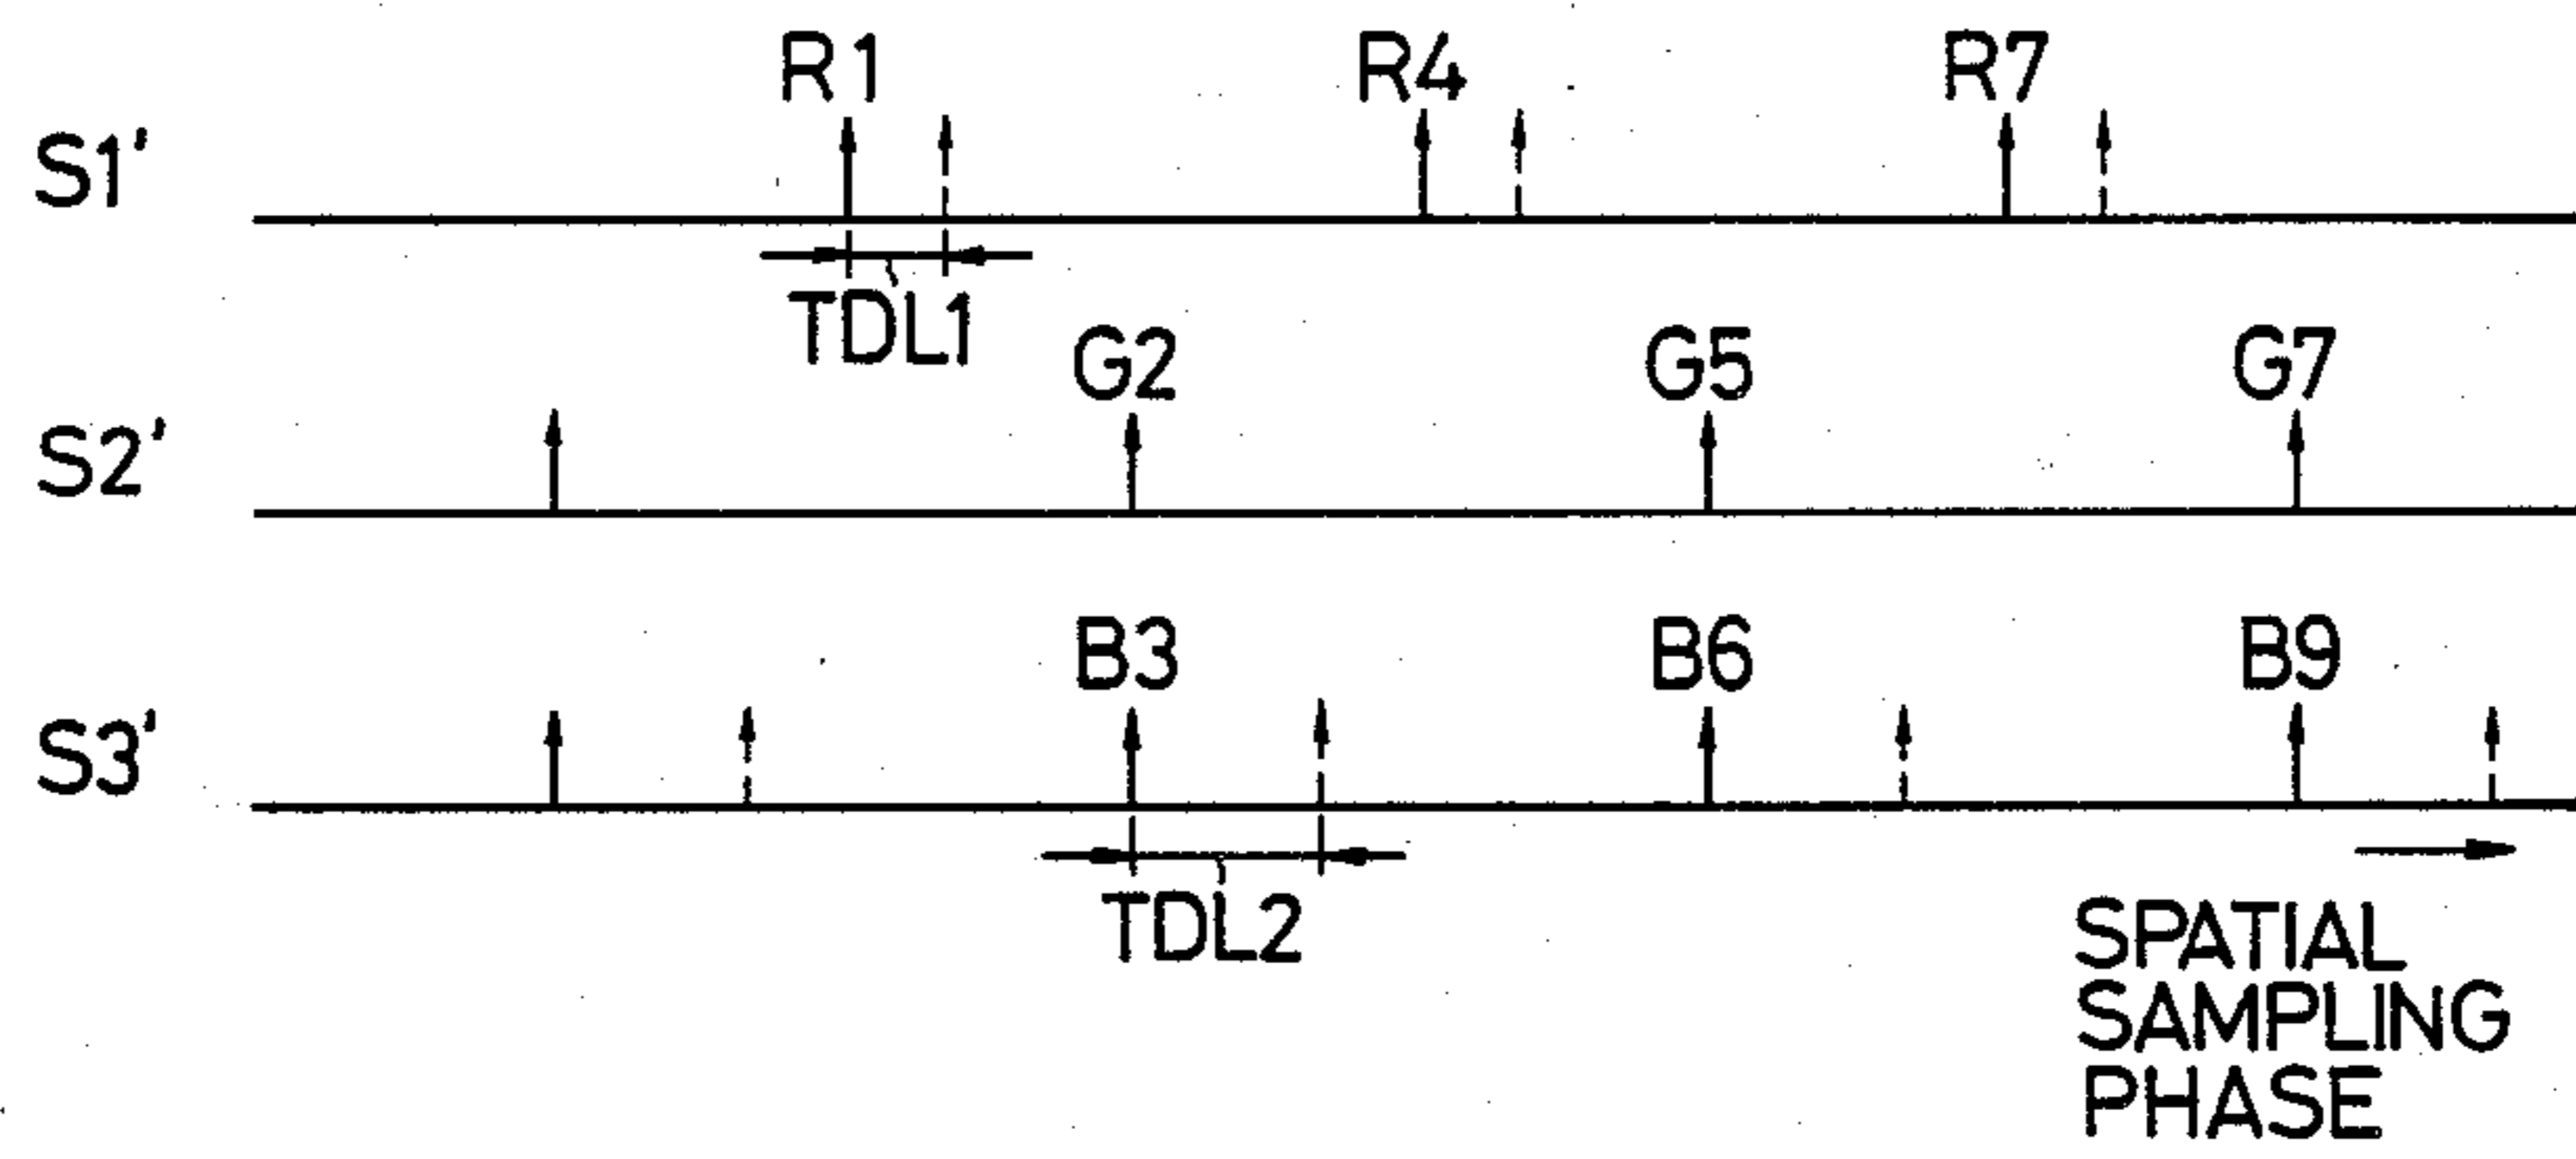 R1 R4 R7
S1'
TDL1
G2 G5 G7
S2'
B3 B6 B9
S3'
TDL2
SPATIAL
SAMPLING
PHASE